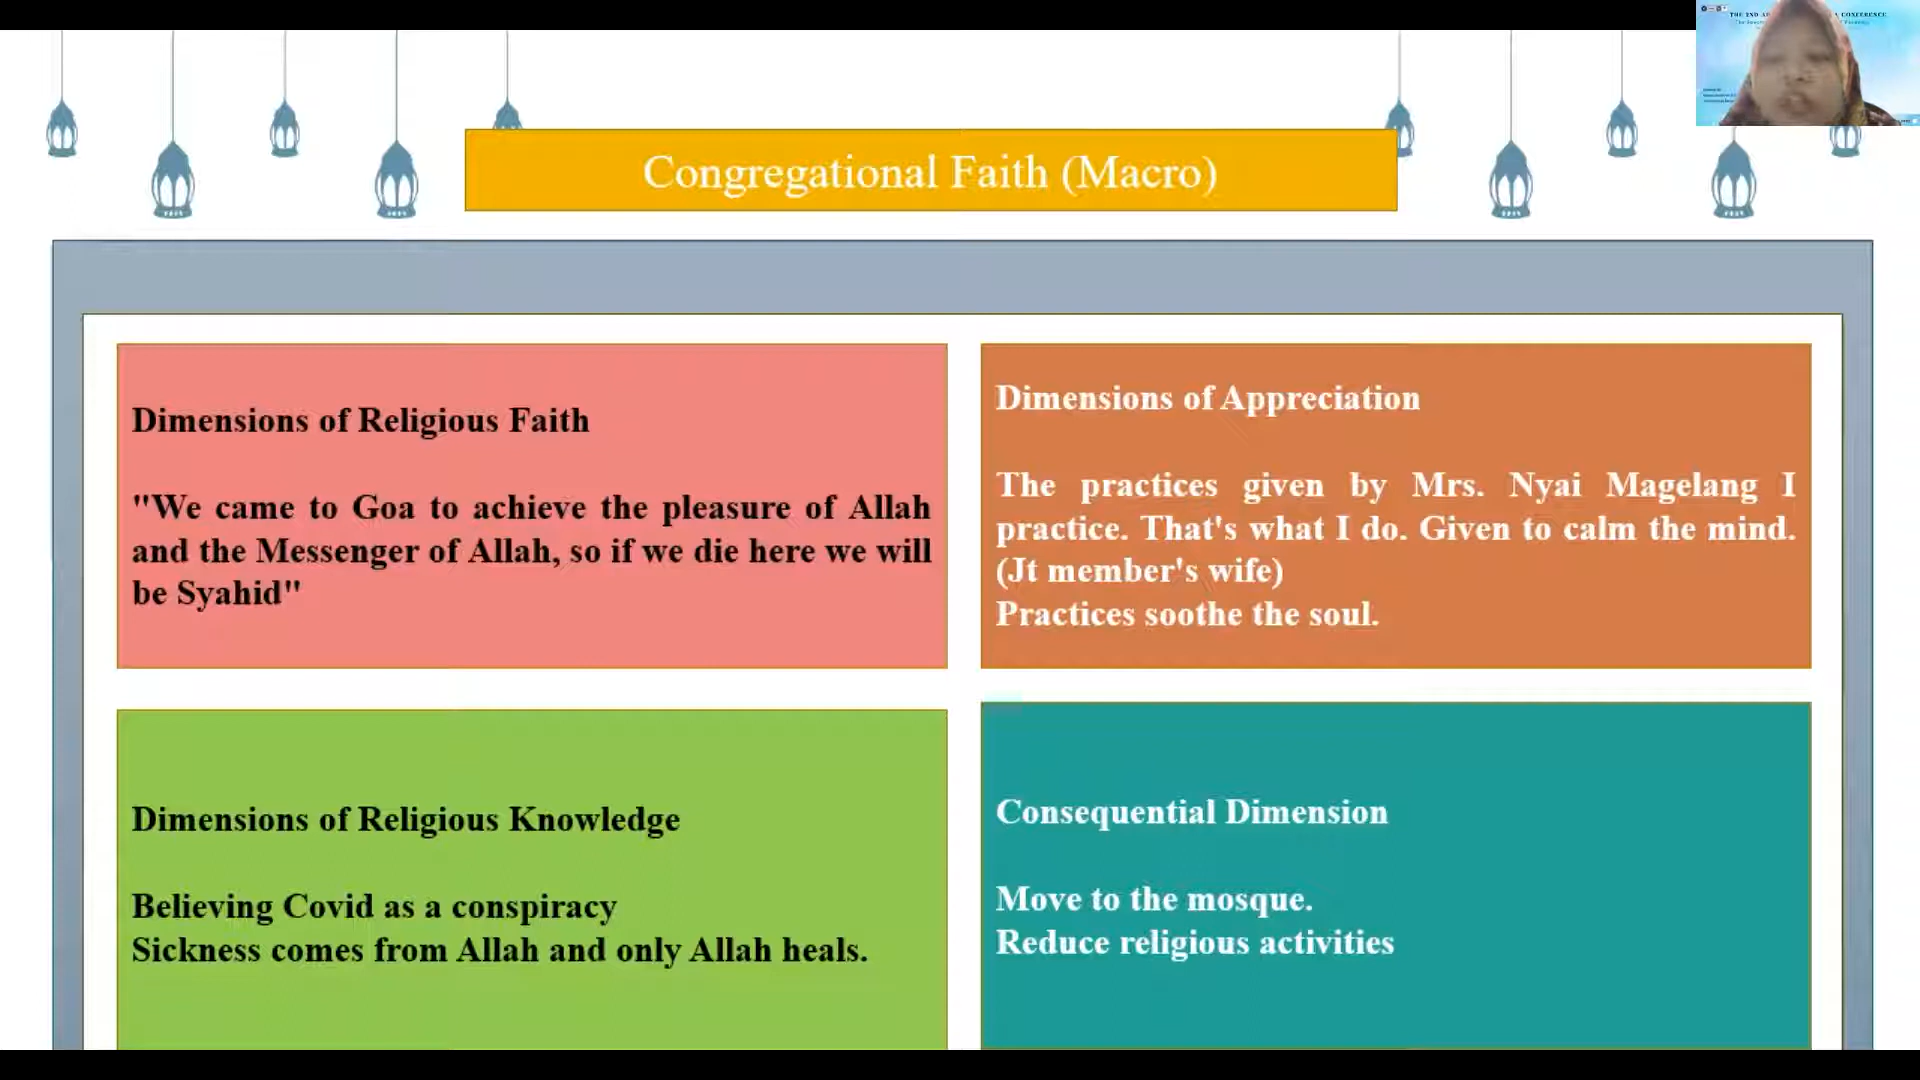 Congregational Faith (Macro)
Dimensions of Religious Faith
"We came to Goa to achieve the pleasure of Allah
and the Messenger of Allah, so if we die here we will
be Syahid"
Dimensions of Appreciation
The practices given by Mrs. Nyai Magelang I
practice. That's what I do. Given to calm the mind.
(Jt member's wife)
Practices soothe the soul.
Dimensions of Religious Knowledge
Believing Covid as a conspiracy
Sickness comes from Allah and only Allah heals.
Consequential Dimension
Move to the mosque.
Reduce religious activities
THE 2ND
CONFERENCE